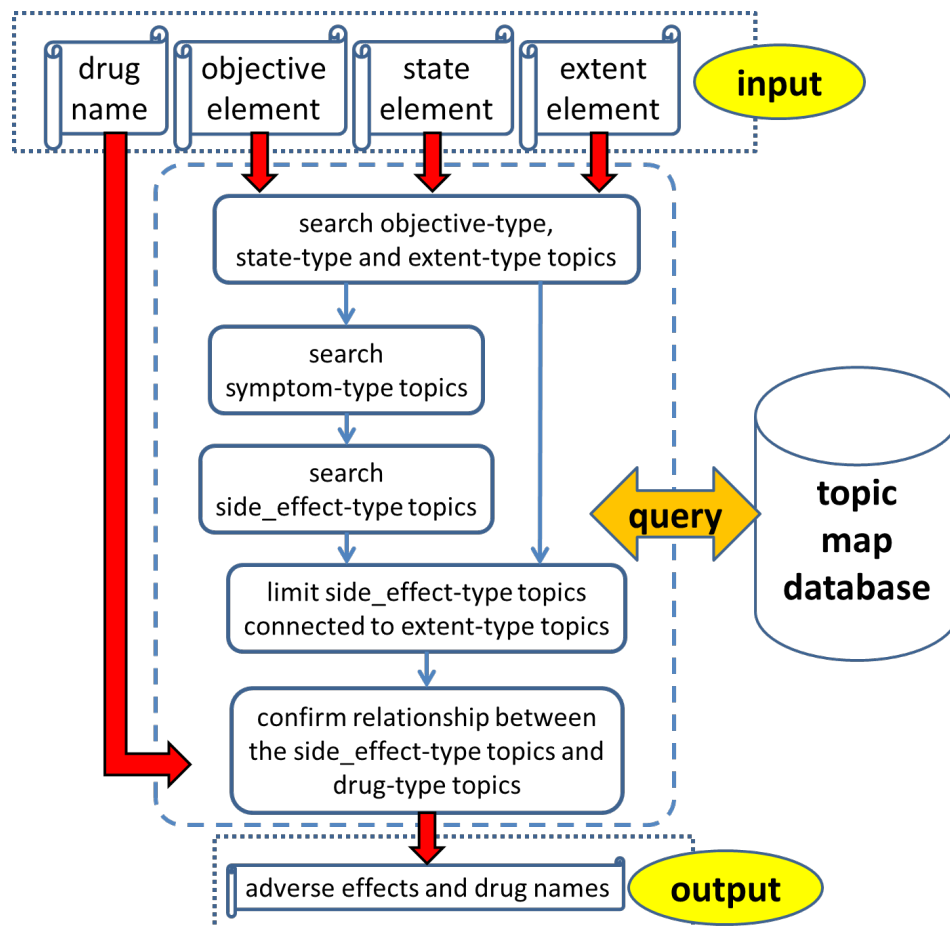 drug
name
objective
element
state
element
extent
element
input
search objective-type,
state-type and extent-type topics
search
symptom-type topics
search
side_effect-type topics
query
topic
map
database
limit side_effect-type topics
connected to extent-type topics
confirm relationship between
the side_effect-type topics and
drug-type topics
adverse effects and drug names
output